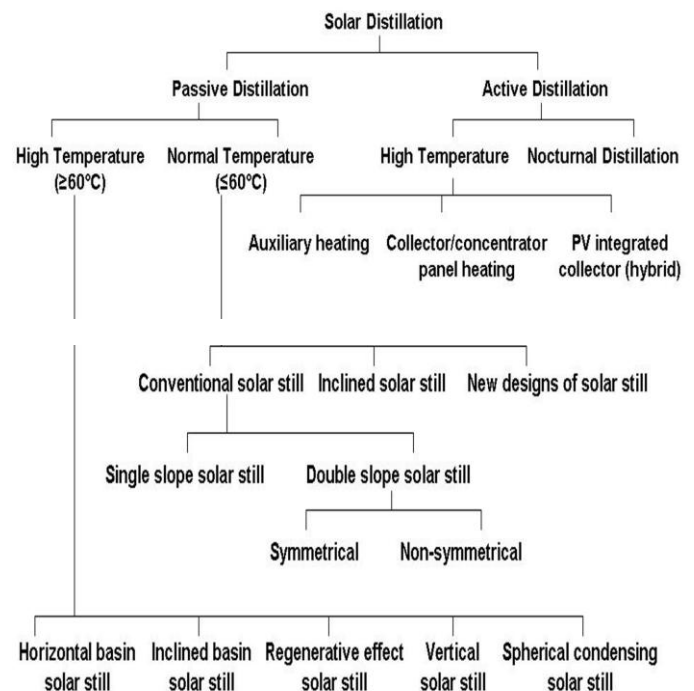 Solar Distillation
Passive Distillation Active Distillation
High Temperature Normal Temperature High Temperature Nocturnal Distillation
(≥60ºC) (≤60ºC)
Auxiliary heating Collector/concentrator PV integrated
panel heating collector (hybrid)
Conventional solar still Inclined solar still New designs of solar still
Single slope solar still Double slope solar still
Symmetrical Non-symmetrical
Horizontal basin Inclined basin Regenerative effect Vertical Spherical condensing
solar still solar still solar still solar still solar still